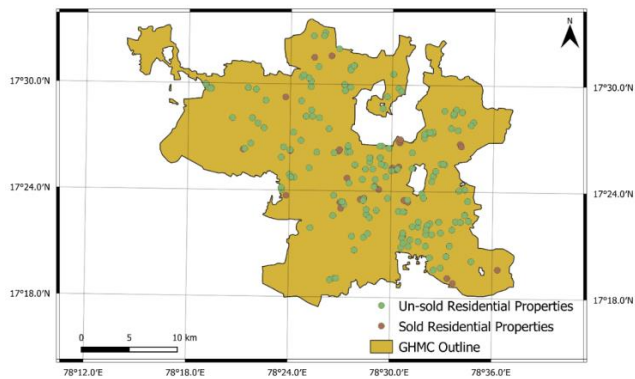 N
17°30.0'N
17°30.0'N
17°24.0'N
17°24.0'N
17°18.0'N
17°18.0'N
Un-sold Residential Properties
Sold Residential Properties
GHMC Outline
0 5 10 km
78°12.0'E 78°18.0'E 78°24.0'E 78°30.0'E 78°36.0'E